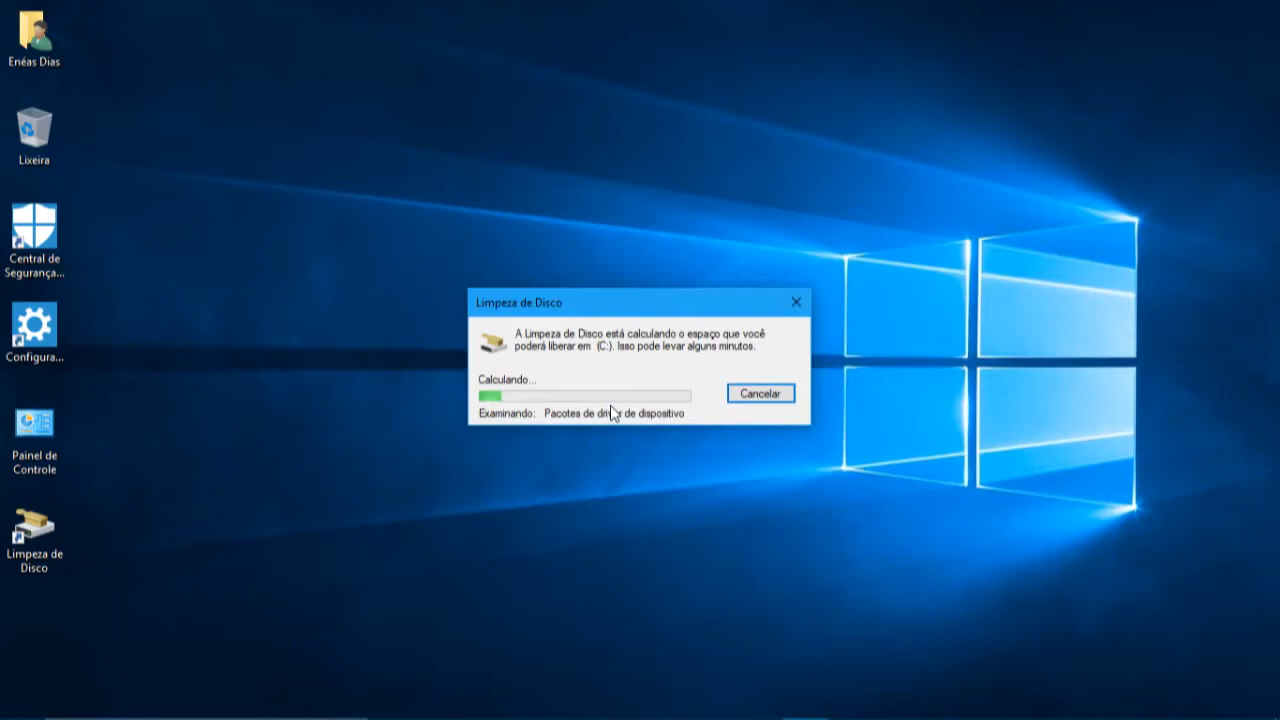 Enéas Dias
Lixeira
Central de
Segurança...
Configura...
Painel de
Controle
Limpeza de
Disco
Limpeza de Disco
A Limpeza de Disco está calculando o espaço que você
poderá liberar em (C:). Isso pode levar alguns minutos.
Calculando...
Cancelar
Examinando: Pacotes de driver de dispositivo